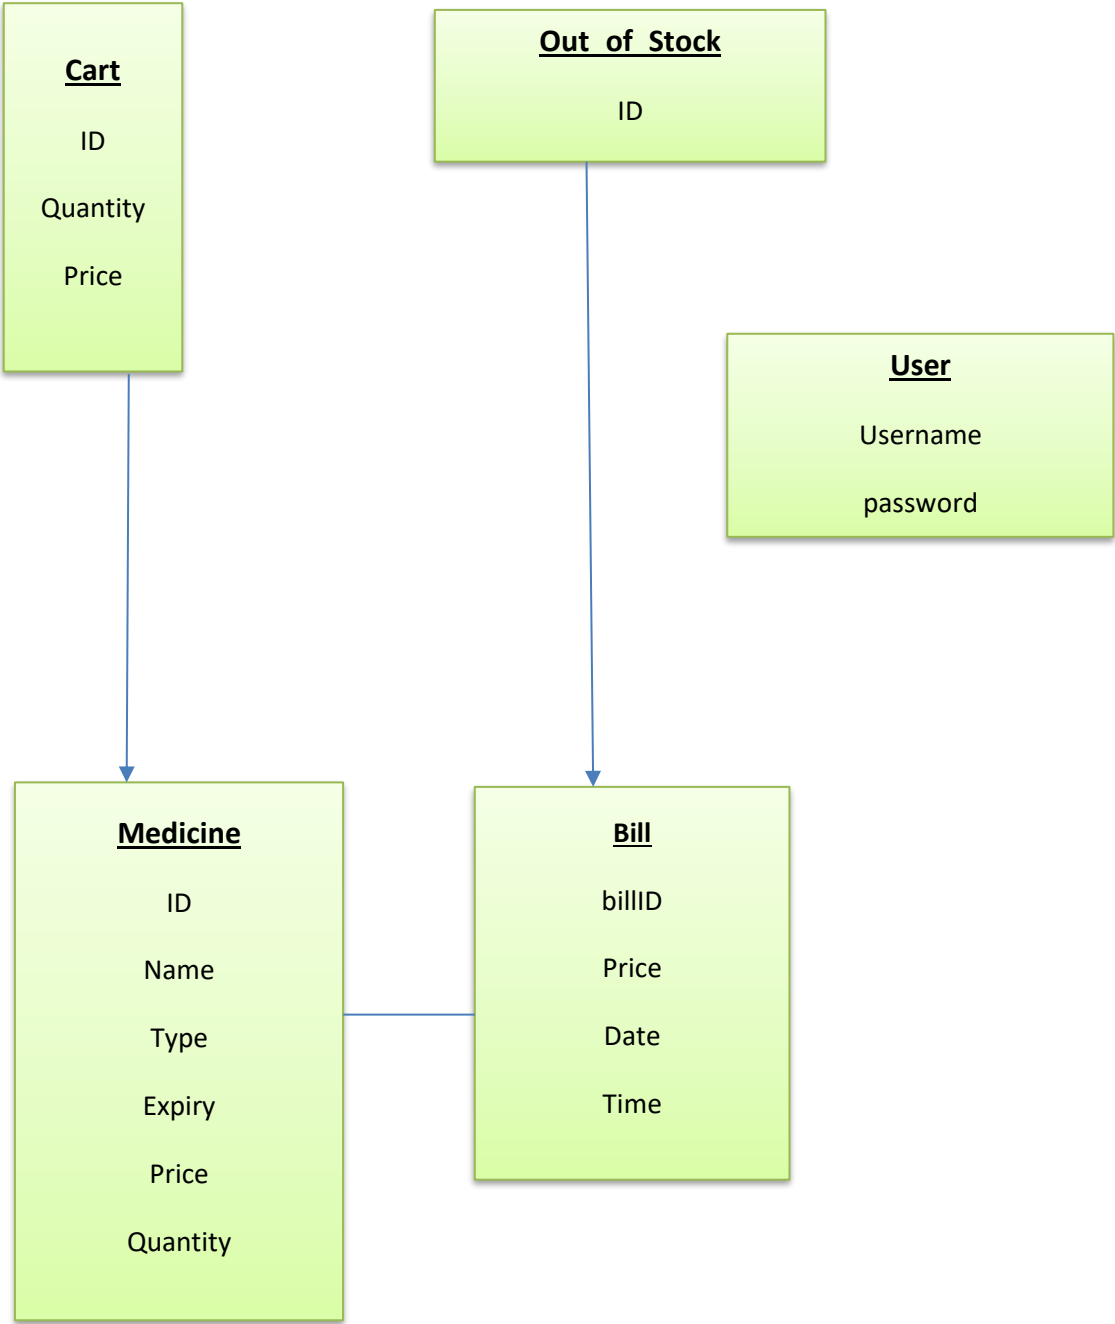 Cart
ID
Quantity
Price
Out of Stock
ID
User
Username
password
Medicine
ID
Name
Type
Expiry
Price
Quantity
Bill
billID
Price
Date
Time